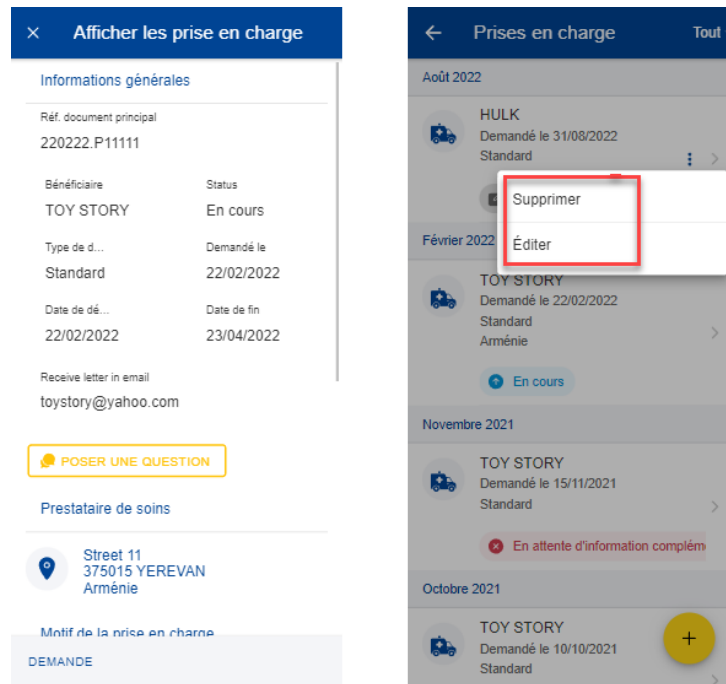 Afficher les prise en charge
Informations générales
Réf. document principal
220222.P11111
Bénéficiaire
Status
TOY STORY
En cours
Type de d...
Demandé le
Standard
22/02/2022
Date de dé...
Date de fin
22/02/2022
23/04/2022
Receive letter in email
toystory@yahoo.com
POSER UNE QUESTION
Prestataire de soins
Street 11
375015 YEREVAN
Arménie
Motif de la prise en charge
DEMANDE
Prises en charge
Tout
Août 2022
HULK
Demandé le 31/08/2022
Standard
Supprimer
Éditer
Février 2022
TOY STORY
Demandé le 22/02/2022
Standard
Arménie
En cours
Novembre 2021
TOY STORY
Demandé le 15/11/2021
Standard
En attente d'information complém
Octobre 2021
TOY STORY
Demandé le 10/10/2021
Standard